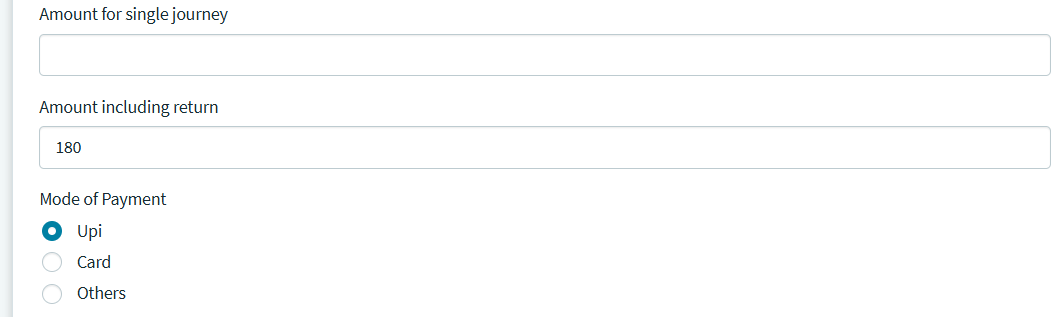 Amount for single journey
Amount including return
180
Mode of Payment
Upi
Card
Others